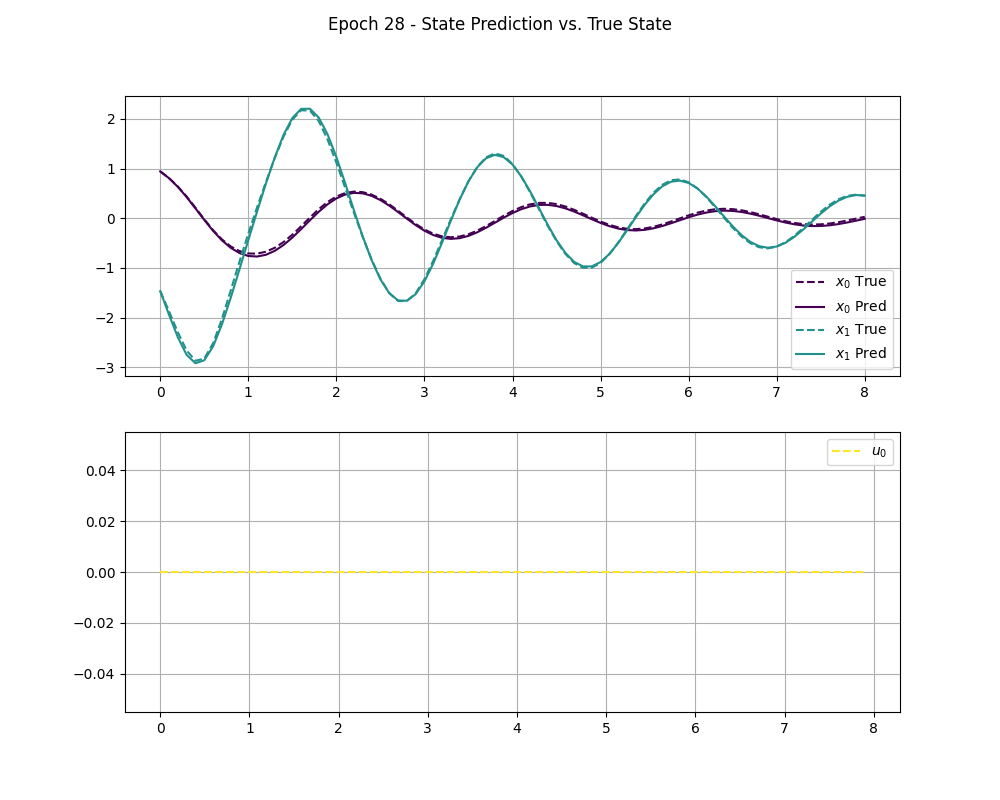 Epoch 28 - State Prediction vs. True State
2
1
0
−1
−2
−3
x₀ True
x₀ Pred
x₁ True
x₁ Pred
0 1 2 3 4 5 6 7 8
0.04
0.02
0.00
−0.02
−0.04
u₀
0 1 2 3 4 5 6 7 8